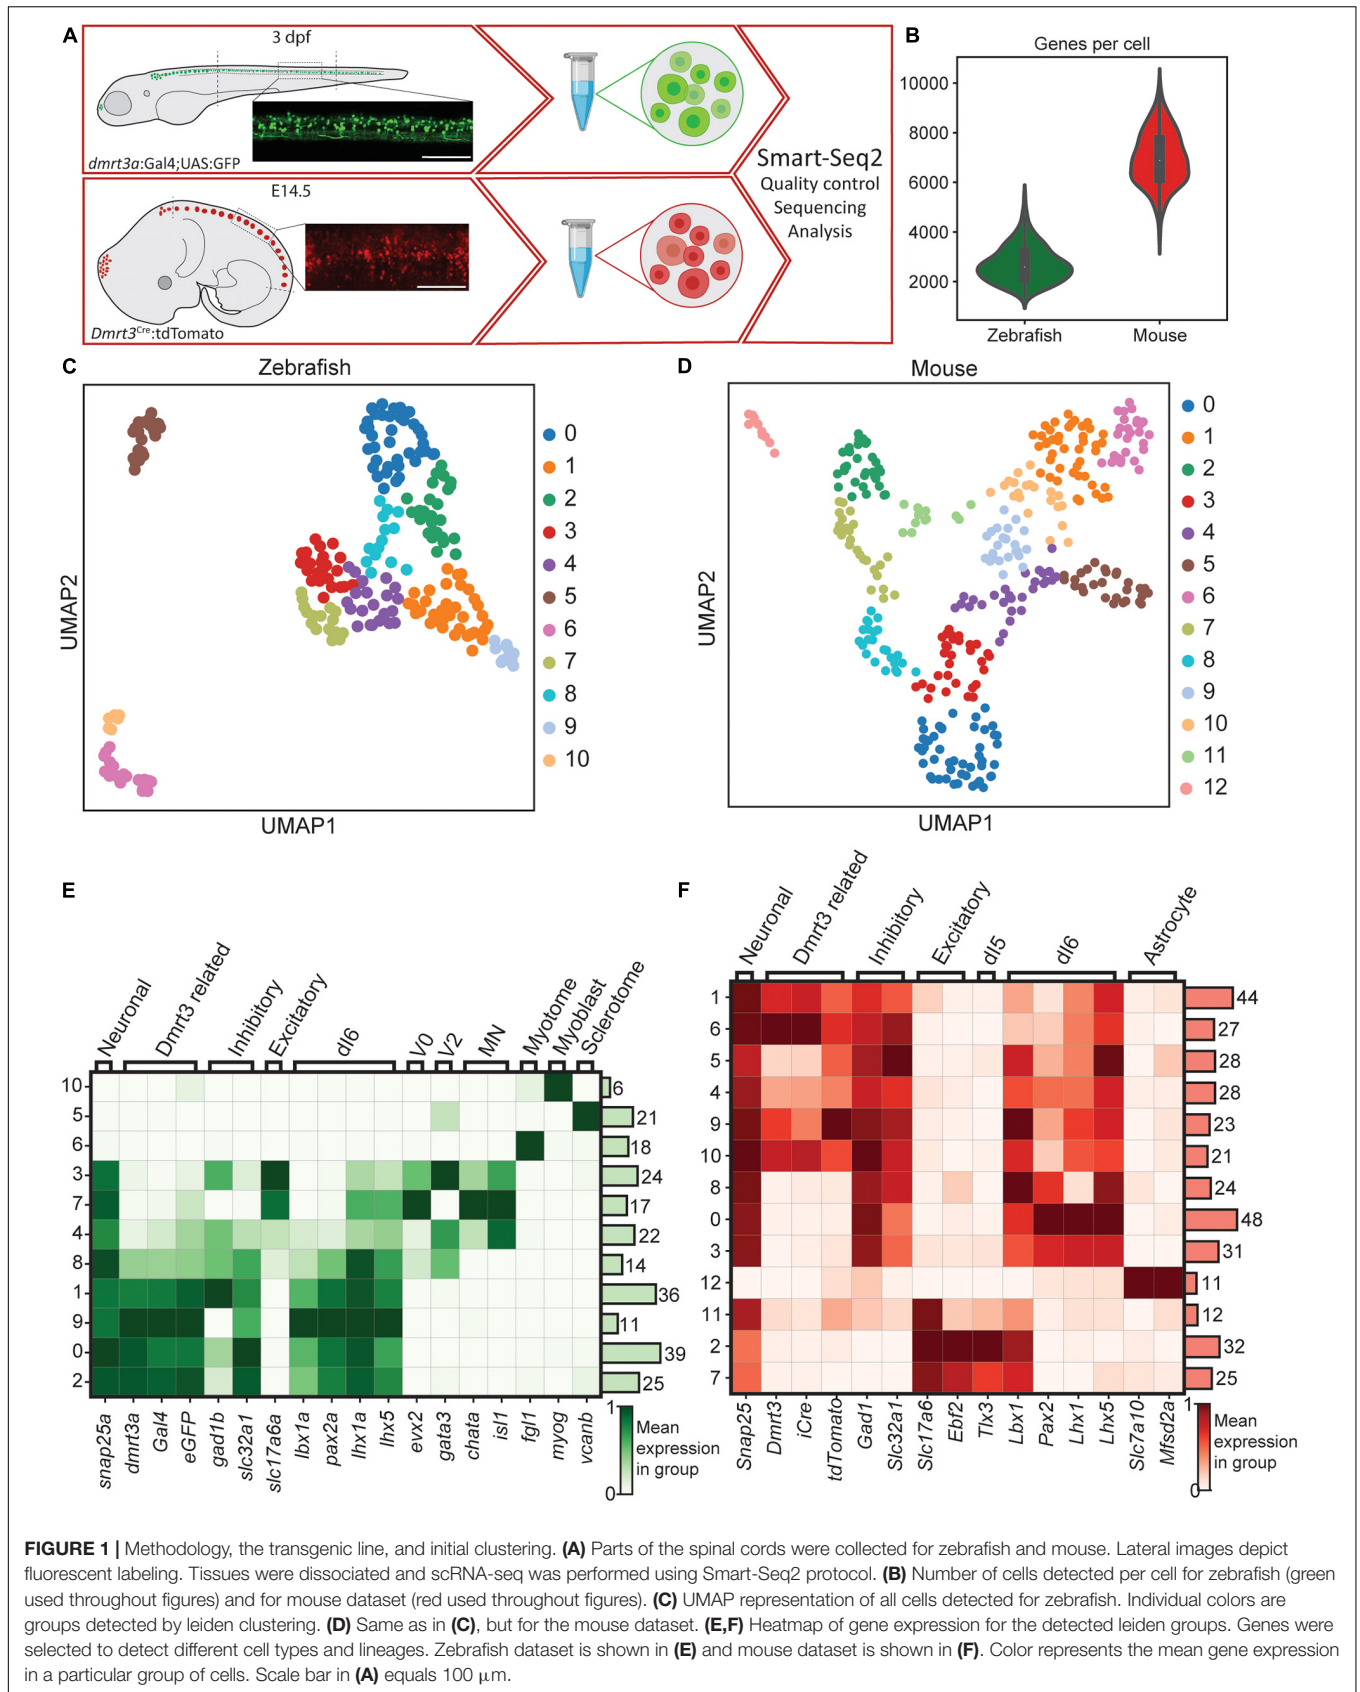 A
3 dpf
dmrt3a:Gal4;UAS:GFP
E14.5
Dmrt3Cre:tdTomato
Smart-Seq2
Quality control
Sequencing
Analysis
B
Genes per cell
10000
8000
6000
4000
2000
Zebrafish
Mouse
C
Zebrafish
UMAP2
UMAP1
0
1
2
3
4
5
6
7
8
9
10
D
Mouse
UMAP2
UMAP1
0
1
2
3
4
5
6
7
8
9
10
11
12
E
Neuronal
Dmrt3 related
Inhibitory
Excitatory
dI6
V0
V2
MN
Myotome
Myoblast
Sclerotome
10 6
5 21
6 18
3 24
7 17
4 22
8 14
1 36
9 11
0 39
2 25
snap25a
dmrt3a
Gal4
eGFP
gad1b
slc32a1
slc17a6a
lbx1a
pax2a
lhx1a
lhx5
evx2
gata3
chata
isl1
fgl1
myog
vcanb
1
0
Mean
expression
in group
F
Neuronal
Dmrt3 related
Inhibitory
Excitatory
dI5
dI6
Astrocyte
1 44
6 27
5 28
4 28
9 23
10 21
8 24
0 48
3 31
12 11
11 12
2 32
7 25
Snap25
Dmrt3
iCre
tdTomato
Gad1
Slc32a1
Slc17a6
Ebf2
Tlx3
Lbx1
Pax2
Lhx1
Lhx5
Slc7a10
Mfsd2a
1
0
Mean
expression
in group
FIGURE 1 | Methodology, the transgenic line, and initial clustering. (A) Parts of the spinal cords were collected for zebrafish and mouse. Lateral images depict
fluorescent labeling. Tissues were dissociated and scRNA-seq was performed using Smart-Seq2 protocol. (B) Number of cells detected per cell for zebrafish (green
used throughout figures) and for mouse dataset (red used throughout figures). (C) UMAP representation of all cells detected for zebrafish. Individual colors are
groups detected by leiden clustering. (D) Same as in (C), but for the mouse dataset. (E,F) Heatmap of gene expression for the detected leiden groups. Genes were
selected to detect different cell types and lineages. Zebrafish dataset is shown in (E) and mouse dataset is shown in (F). Color represents the mean gene expression
in a particular group of cells. Scale bar in (A) equals 100 μm.